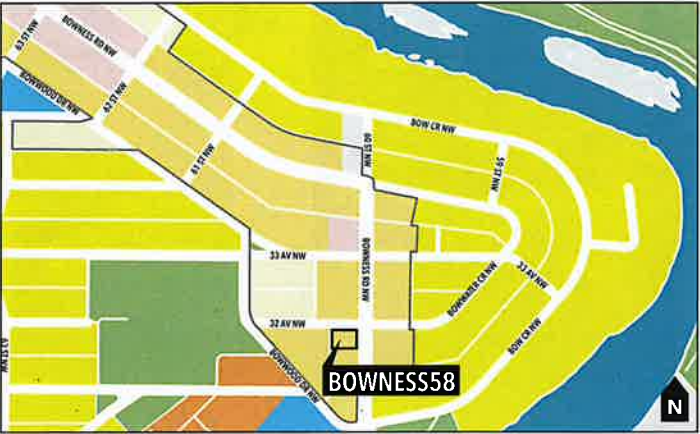 63 ST NW
BOWNESS RD NW
BOWWOOD RD NW
62 ST NW
61 ST NW
BOW CR NW
60 ST NW
59 ST NW
33 AV NW
BOWNESS RD NW
33 AV NW
BOWWATER CR NW
32 AV NW
BOW CR NW
63 ST NW
BOWWOOD RD NW
BOWNESS58
N